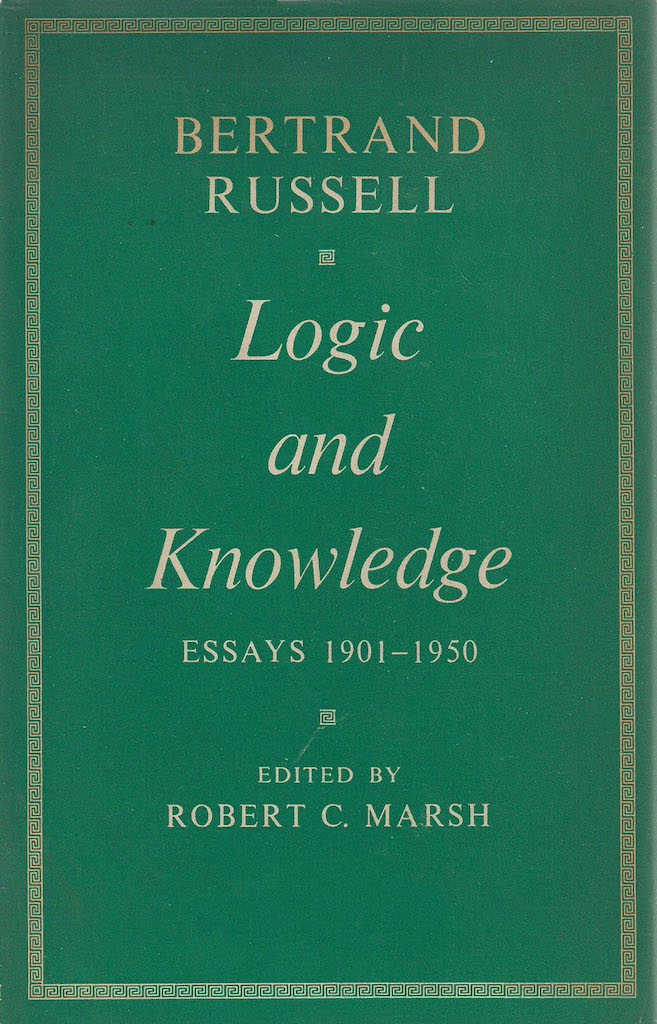 BERTRAND
RUSSELL
Logic
and
Knowledge
ESSAYS 1901–1950
EDITED BY
ROBERT C. MARSH